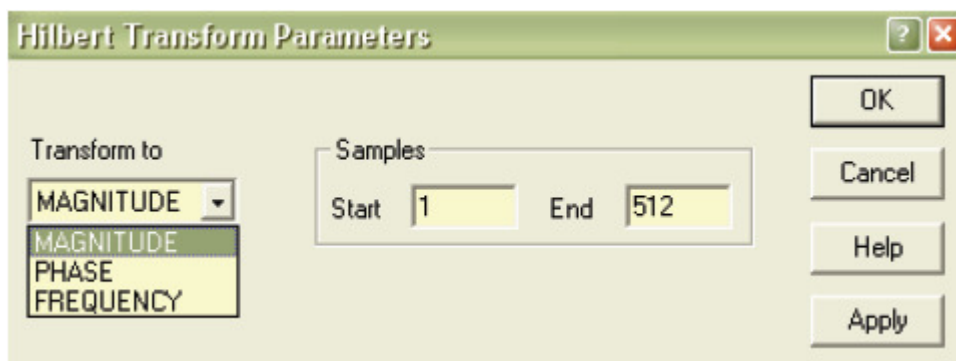 Hilbert Transform Parameters
?
OK
Transform to
Samples
MAGNITUDE
Start 1 End 512
Cancel
MAGNITUDE
PHASE
FREQUENCY
Help
Apply